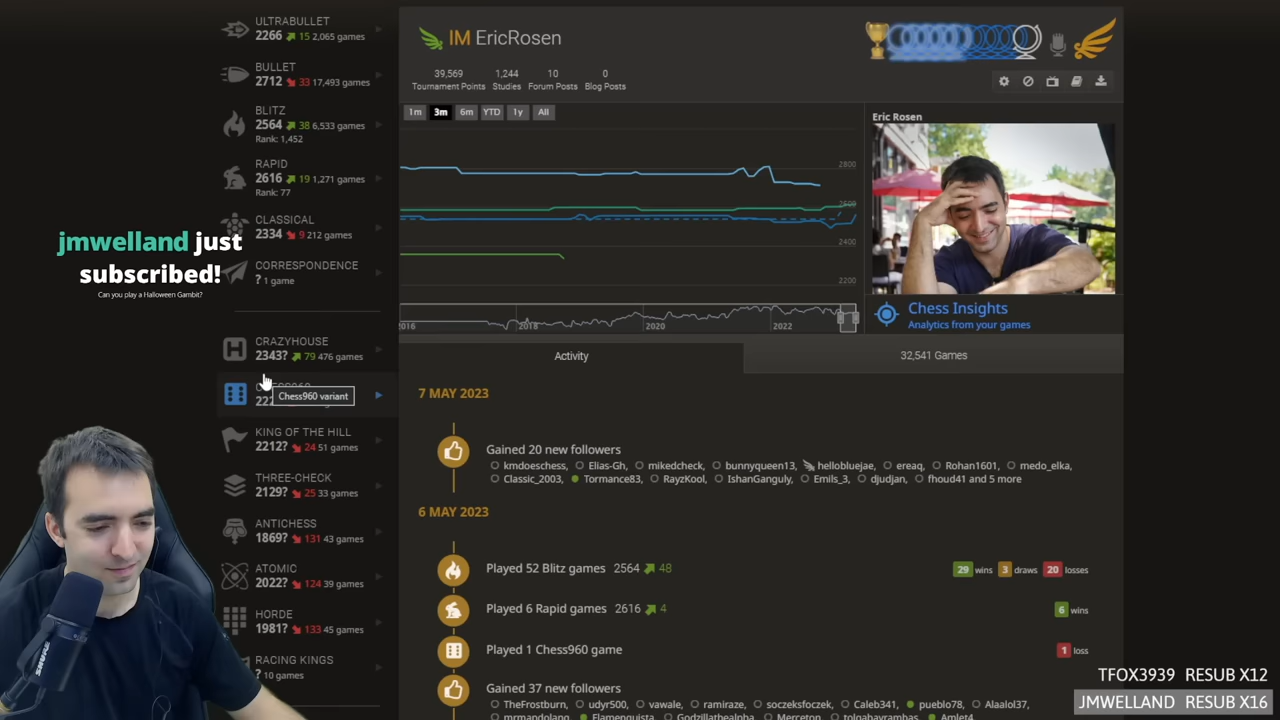 ULTRABULLET
2266 15 2,065 games
BULLET
2712 33 17,493 games
BLITZ
2564 38 6,533 games
Rank: 1,452
RAPID
2616 19 1,271 games
Rank: 77
CLASSICAL
2334 9 212 games
CORRESPONDENCE
? 1 game
jmwelland just
subscribed!
Can you play a Halloween Gambit?
CRAZYHOUSE
2343? 79 476 games
Chess960 variant
KING OF THE HILL
2212? 24 51 games
THREE-CHECK
2129? 25 33 games
ANTICHESS
1869? 131 43 games
ATOMIC
2022? 124 39 games
HORDE
1981? 133 45 games
RACING KINGS
? 10 games
IM EricRosen
39,569 1,244 10 0
Tournament Points Studies Forum Posts Blog Posts
1m 3m 6m YTD 1y All
2800
2600
2400
2200
2016 2018 2020 2022
Eric Rosen
Chess Insights
Analytics from your games
Activity 32,541 Games
7 MAY 2023
Gained 20 new followers
kmdoeschess, Elias-Gh, mikedcheck, bunnyqueen13, hellobluejae, ereaq, Rohan1601, medo_elka,
Classic_2003, Tormance83, RayzKool, IshanGanguly, Emils_3, djudjan, fhoud41 and 5 more
6 MAY 2023
Played 52 Blitz games 2564 48 29 wins 3 draws 20 losses
Played 6 Rapid games 2616 4 6 wins
Played 1 Chess960 game 1 loss
Gained 37 new followers
TheFrostburn, udyr500, vawale, ramiraze, soczeksfoczek, Caleb341, pueblo78, Alaalol37,
mrmandolano, Flamenquista, Godzillathealpha, Merceton, tolgabayrambas, Amlet4
TFOX3939 RESUB X12
JMWELLAND RESUB X16